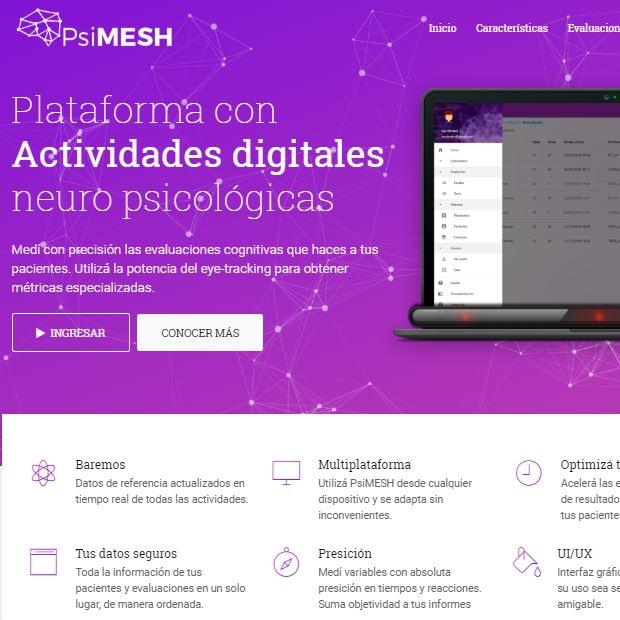 PsiMESH
Inicio Características Evaluacion
Plataforma con
Actividades digitales
neuro psicológicas
Medí con precisión las evaluaciones cognitivas que haces a tus
pacientes. Utilizá la potencia del eye-tracking para obtener
métricas especializadas.
INGRESAR
CONOCER MÁS
Baremos
Datos de referencia actualizados en
tiempo real de todas las actividades.
Multiplataforma
Utilizá PsiMESH desde cualquier
dispositivo y se adapta sin
inconvenientes.
Optimizá t
Acelerá las e
de resultado
tus paciente
Tus datos seguros
Toda la información de tus
pacientes y evaluaciones en un solo
lugar, de manera ordenada.
Presición
Medí variables con absoluta
presición en tiempos y reacciones.
Suma objetividad a tus informes
UI/UX
Interfaz gráfic
su uso sea se
amigable.